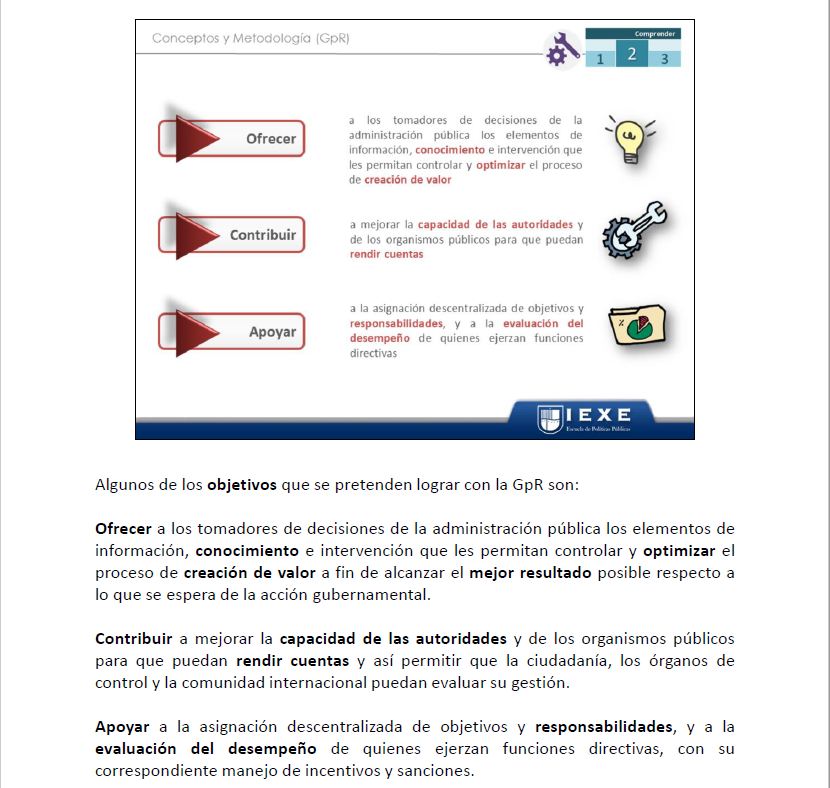 Conceptos y Metodología (GpR)
Comprender
1 2 3
Ofrecer
a los tomadores de decisiones de la
administración pública los elementos de
información, conocimiento e intervención que
les permitan controlar y optimizar el proceso
de creación de valor
Contribuir
a mejorar la capacidad de las autoridades y
de los organismos públicos para que puedan
rendir cuentas
Apoyar
a la asignación descentralizada de objetivos y
responsabilidades, y a la evaluación del
desempeño de quienes ejerzan funciones
directivas
%
IEXE
Escuela de Políticas Públicas
Algunos de los objetivos que se pretenden lograr con la GpR son:
Ofrecer a los tomadores de decisiones de la administración pública los elementos de
información, conocimiento e intervención que les permitan controlar y optimizar el
proceso de creación de valor a fin de alcanzar el mejor resultado posible respecto a
lo que se espera de la acción gubernamental.
Contribuir a mejorar la capacidad de las autoridades y de los organismos públicos
para que puedan rendir cuentas y así permitir que la ciudadanía, los órganos de
control y la comunidad internacional puedan evaluar su gestión.
Apoyar a la asignación descentralizada de objetivos y responsabilidades, y a la
evaluación del desempeño de quienes ejerzan funciones directivas, con su
correspondiente manejo de incentivos y sanciones.